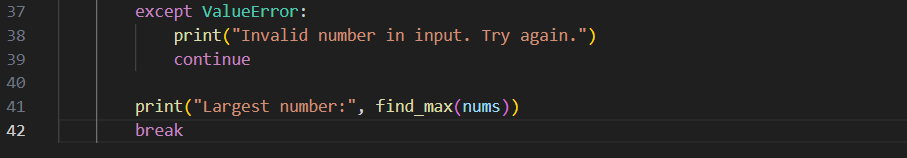 37 except ValueError:
38 print("Invalid number in input. Try again.")
39 continue
40
41 print("Largest number:", find_max(nums))
42 break